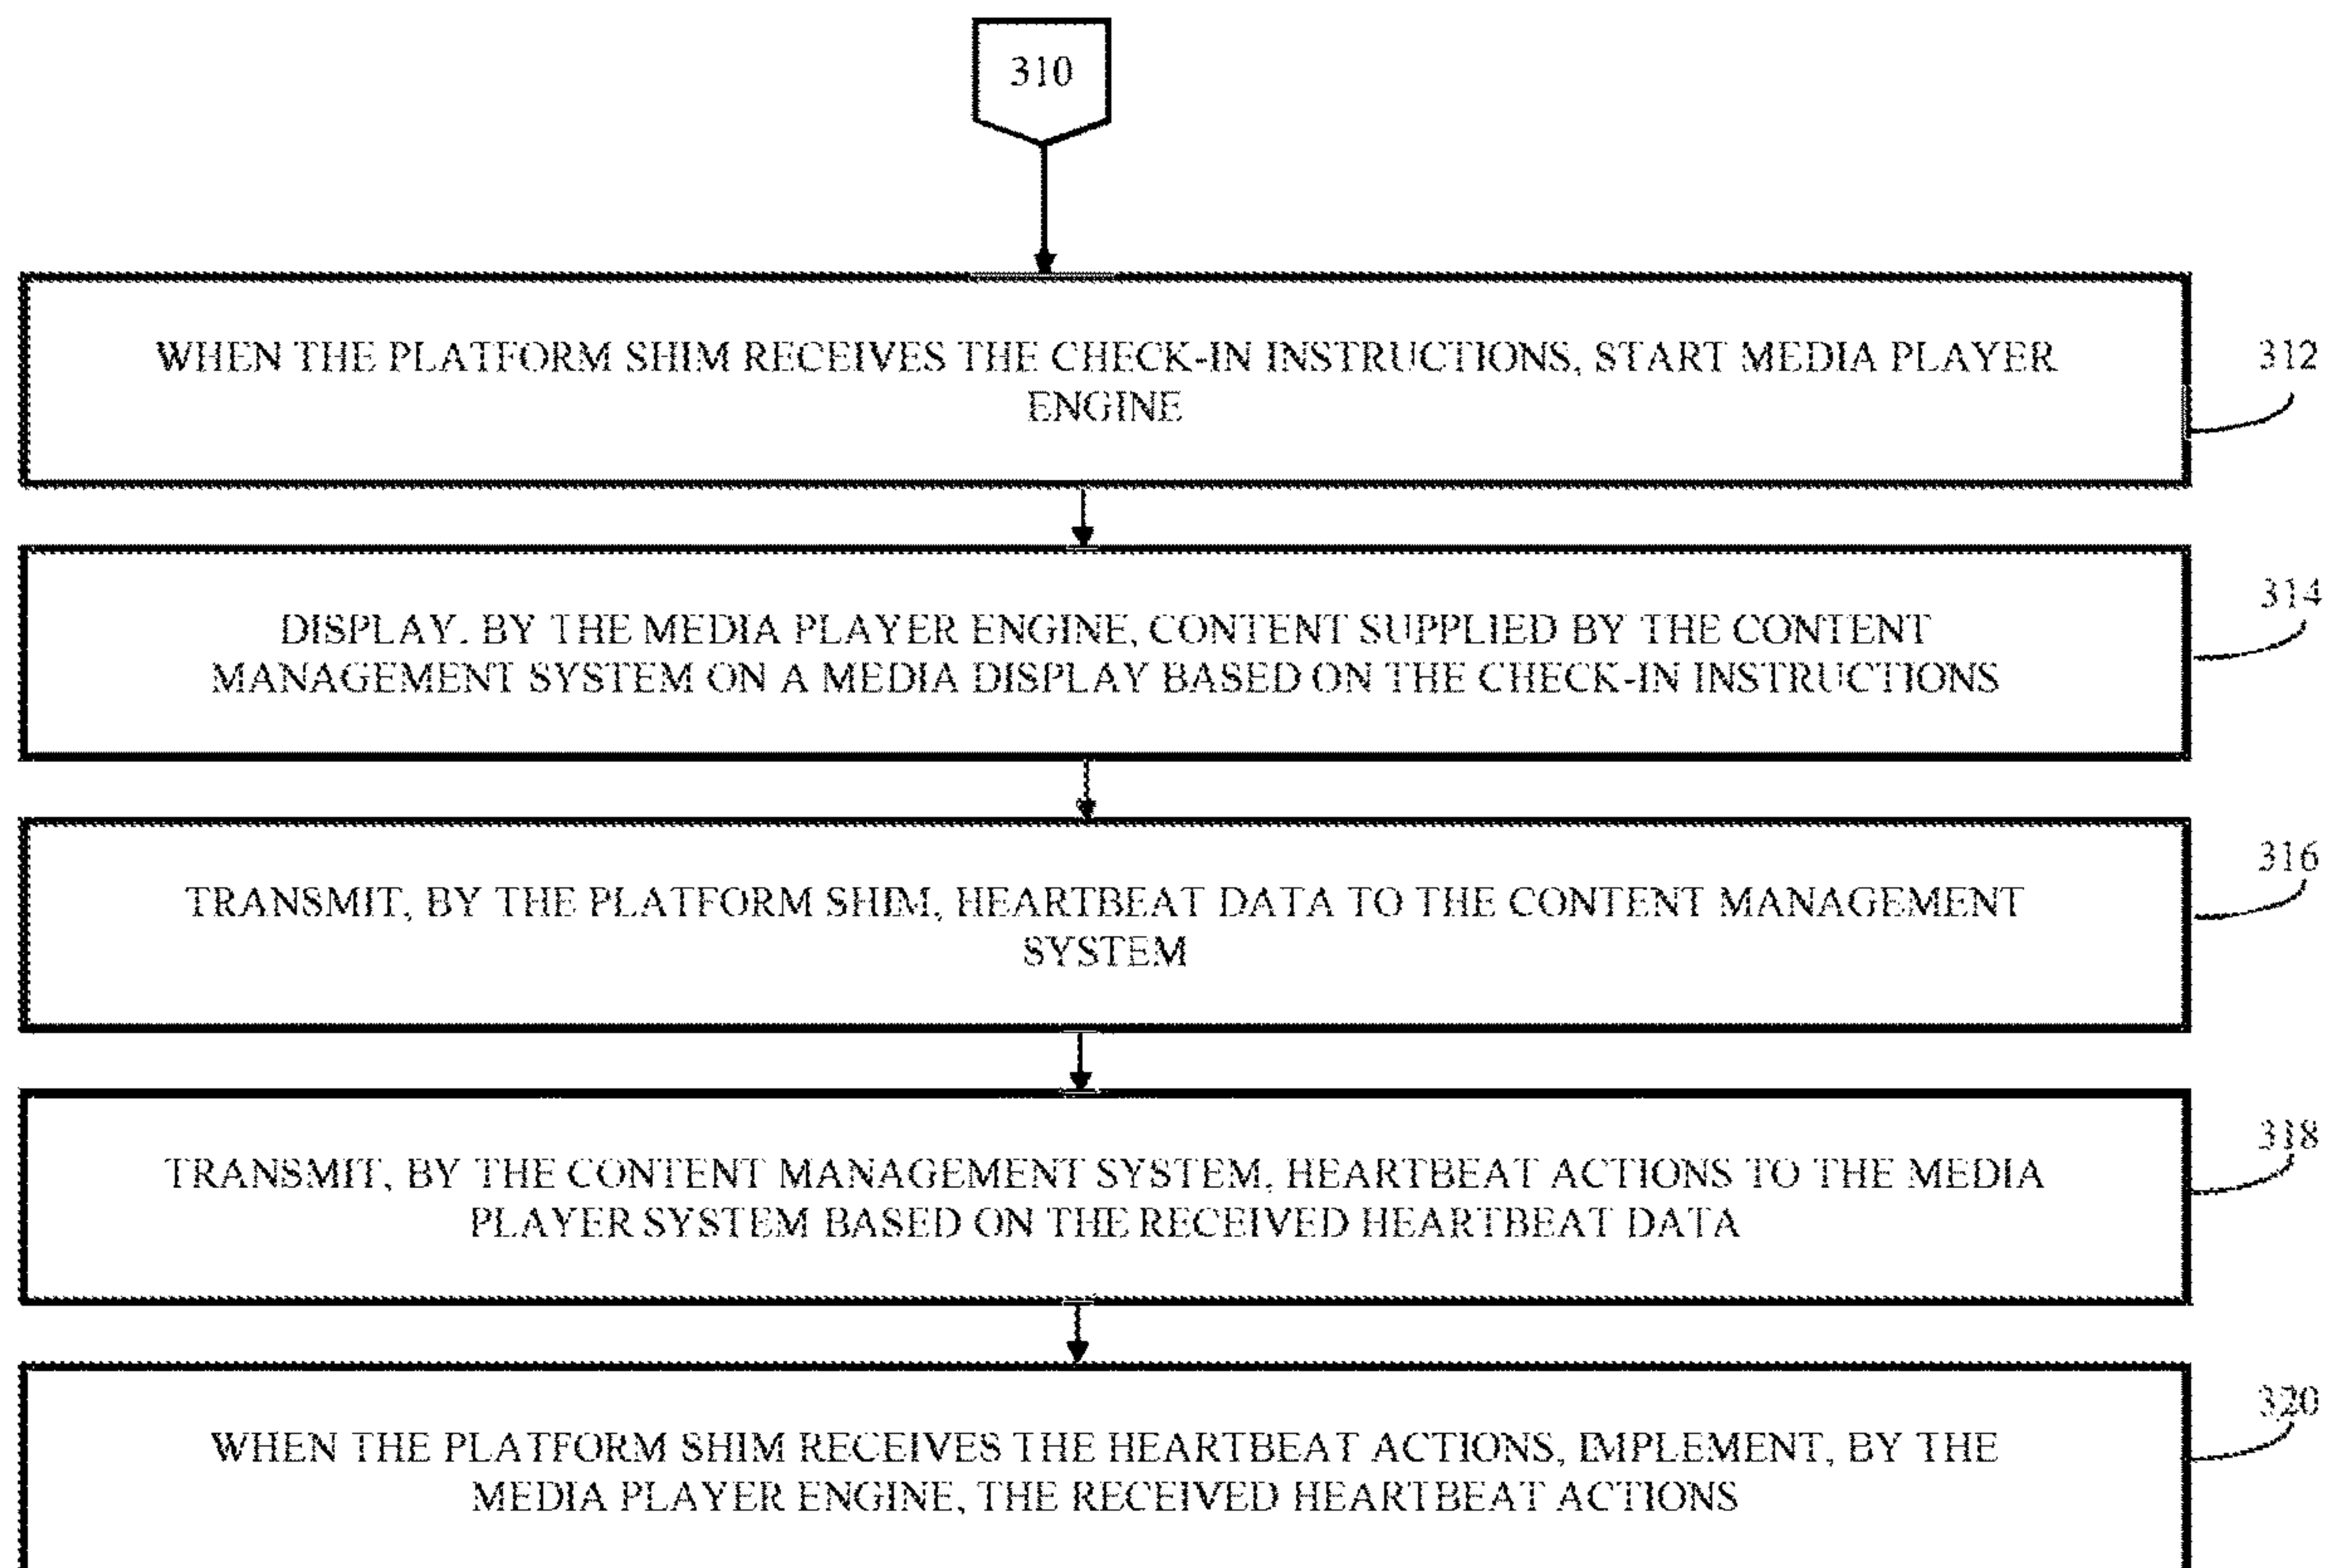 310
WHEN THE PLATFORM SHIM RECEIVES THE CHECK-IN INSTRUCTIONS, START MEDIA PLAYER
ENGINE
312
DISPLAY, BY THE MEDIA PLAYER ENGINE, CONTENT SUPPLIED BY THE CONTENT
MANAGEMENT SYSTEM ON A MEDIA DISPLAY BASED ON THE CHECK-IN INSTRUCTIONS
314
TRANSMIT, BY THE PLATFORM SHIM, HEARTBEAT DATA TO THE CONTENT MANAGEMENT
SYSTEM
316
TRANSMIT, BY THE CONTENT MANAGEMENT SYSTEM, HEARTBEAT ACTIONS TO THE MEDIA
PLAYER SYSTEM BASED ON THE RECEIVED HEARTBEAT DATA
318
WHEN THE PLATFORM SHIM RECEIVES THE HEARTBEAT ACTIONS, IMPLEMENT, BY THE
MEDIA PLAYER ENGINE, THE RECEIVED HEARTBEAT ACTIONS
320